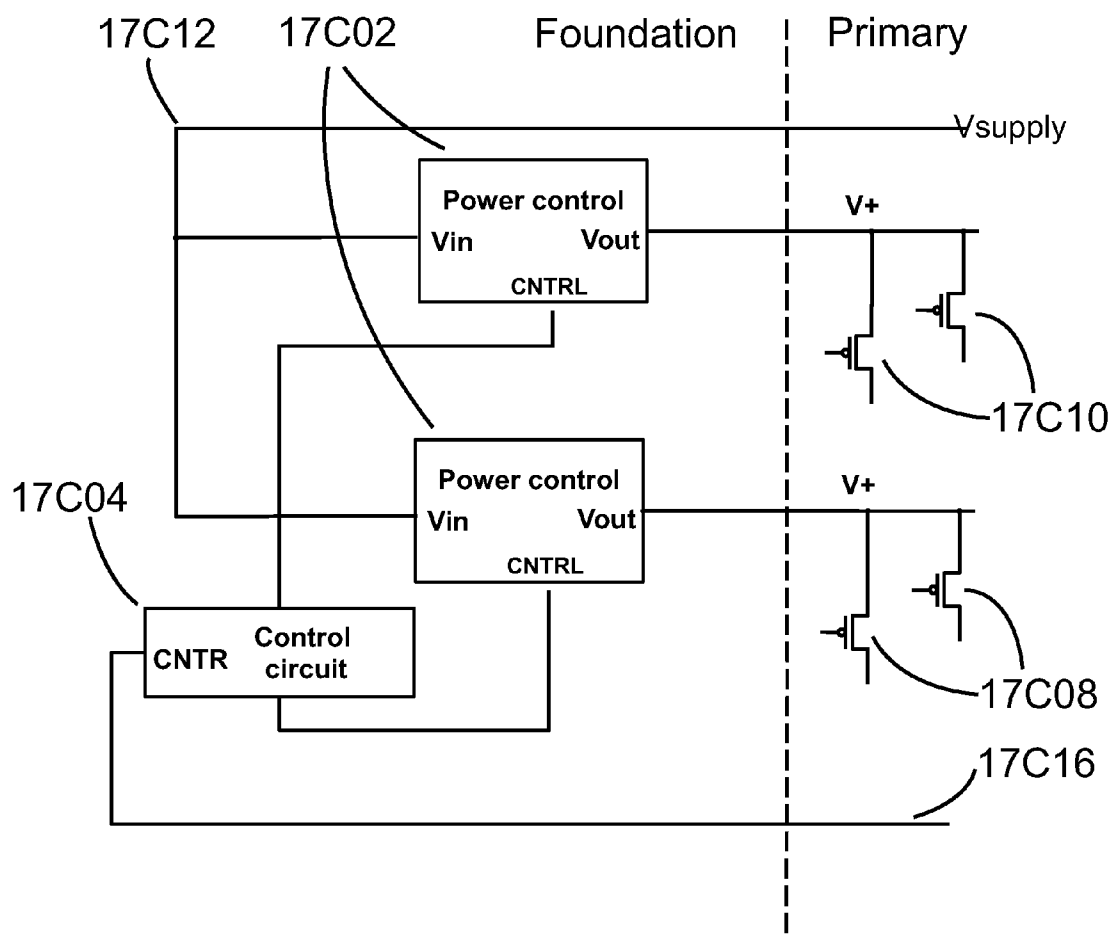 17C12 17C02 Foundation Primary
Vsupply
Power control
V+
Vin Vout
CNTRL
17C10
Power control
V+
17C04
Vin Vout
CNTRL
Control
CNTR
circuit
17C08
17C16